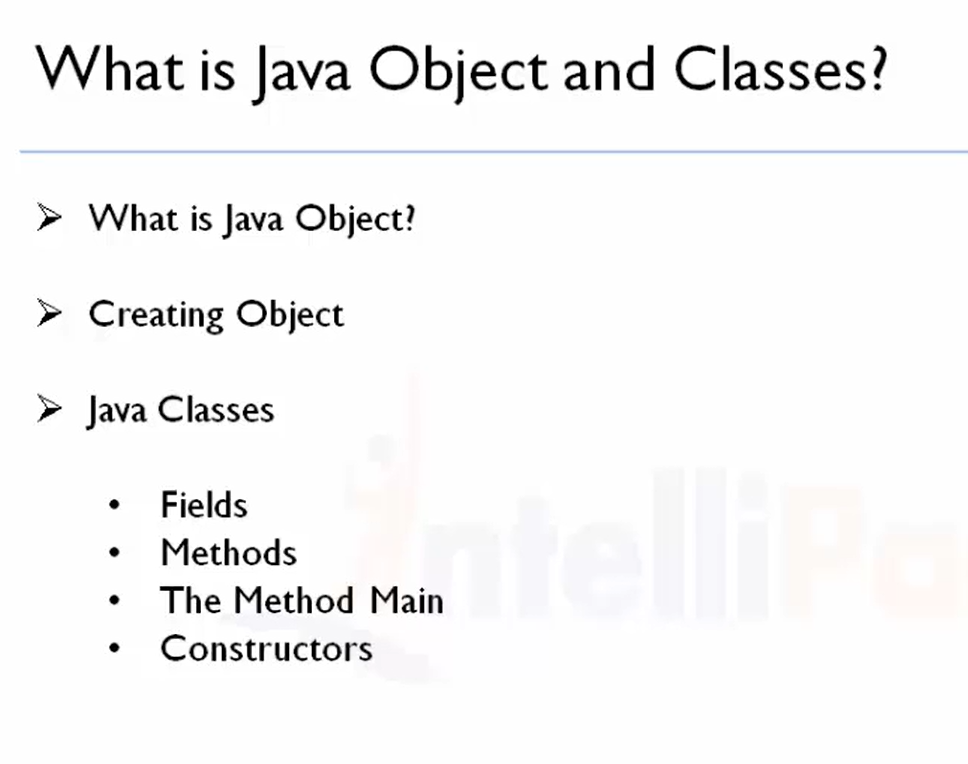 What is Java Object and Classes?
What is Java Object?
Creating Object
Java Classes
Fields
Methods
The Method Main
Constructors
IntelliPa